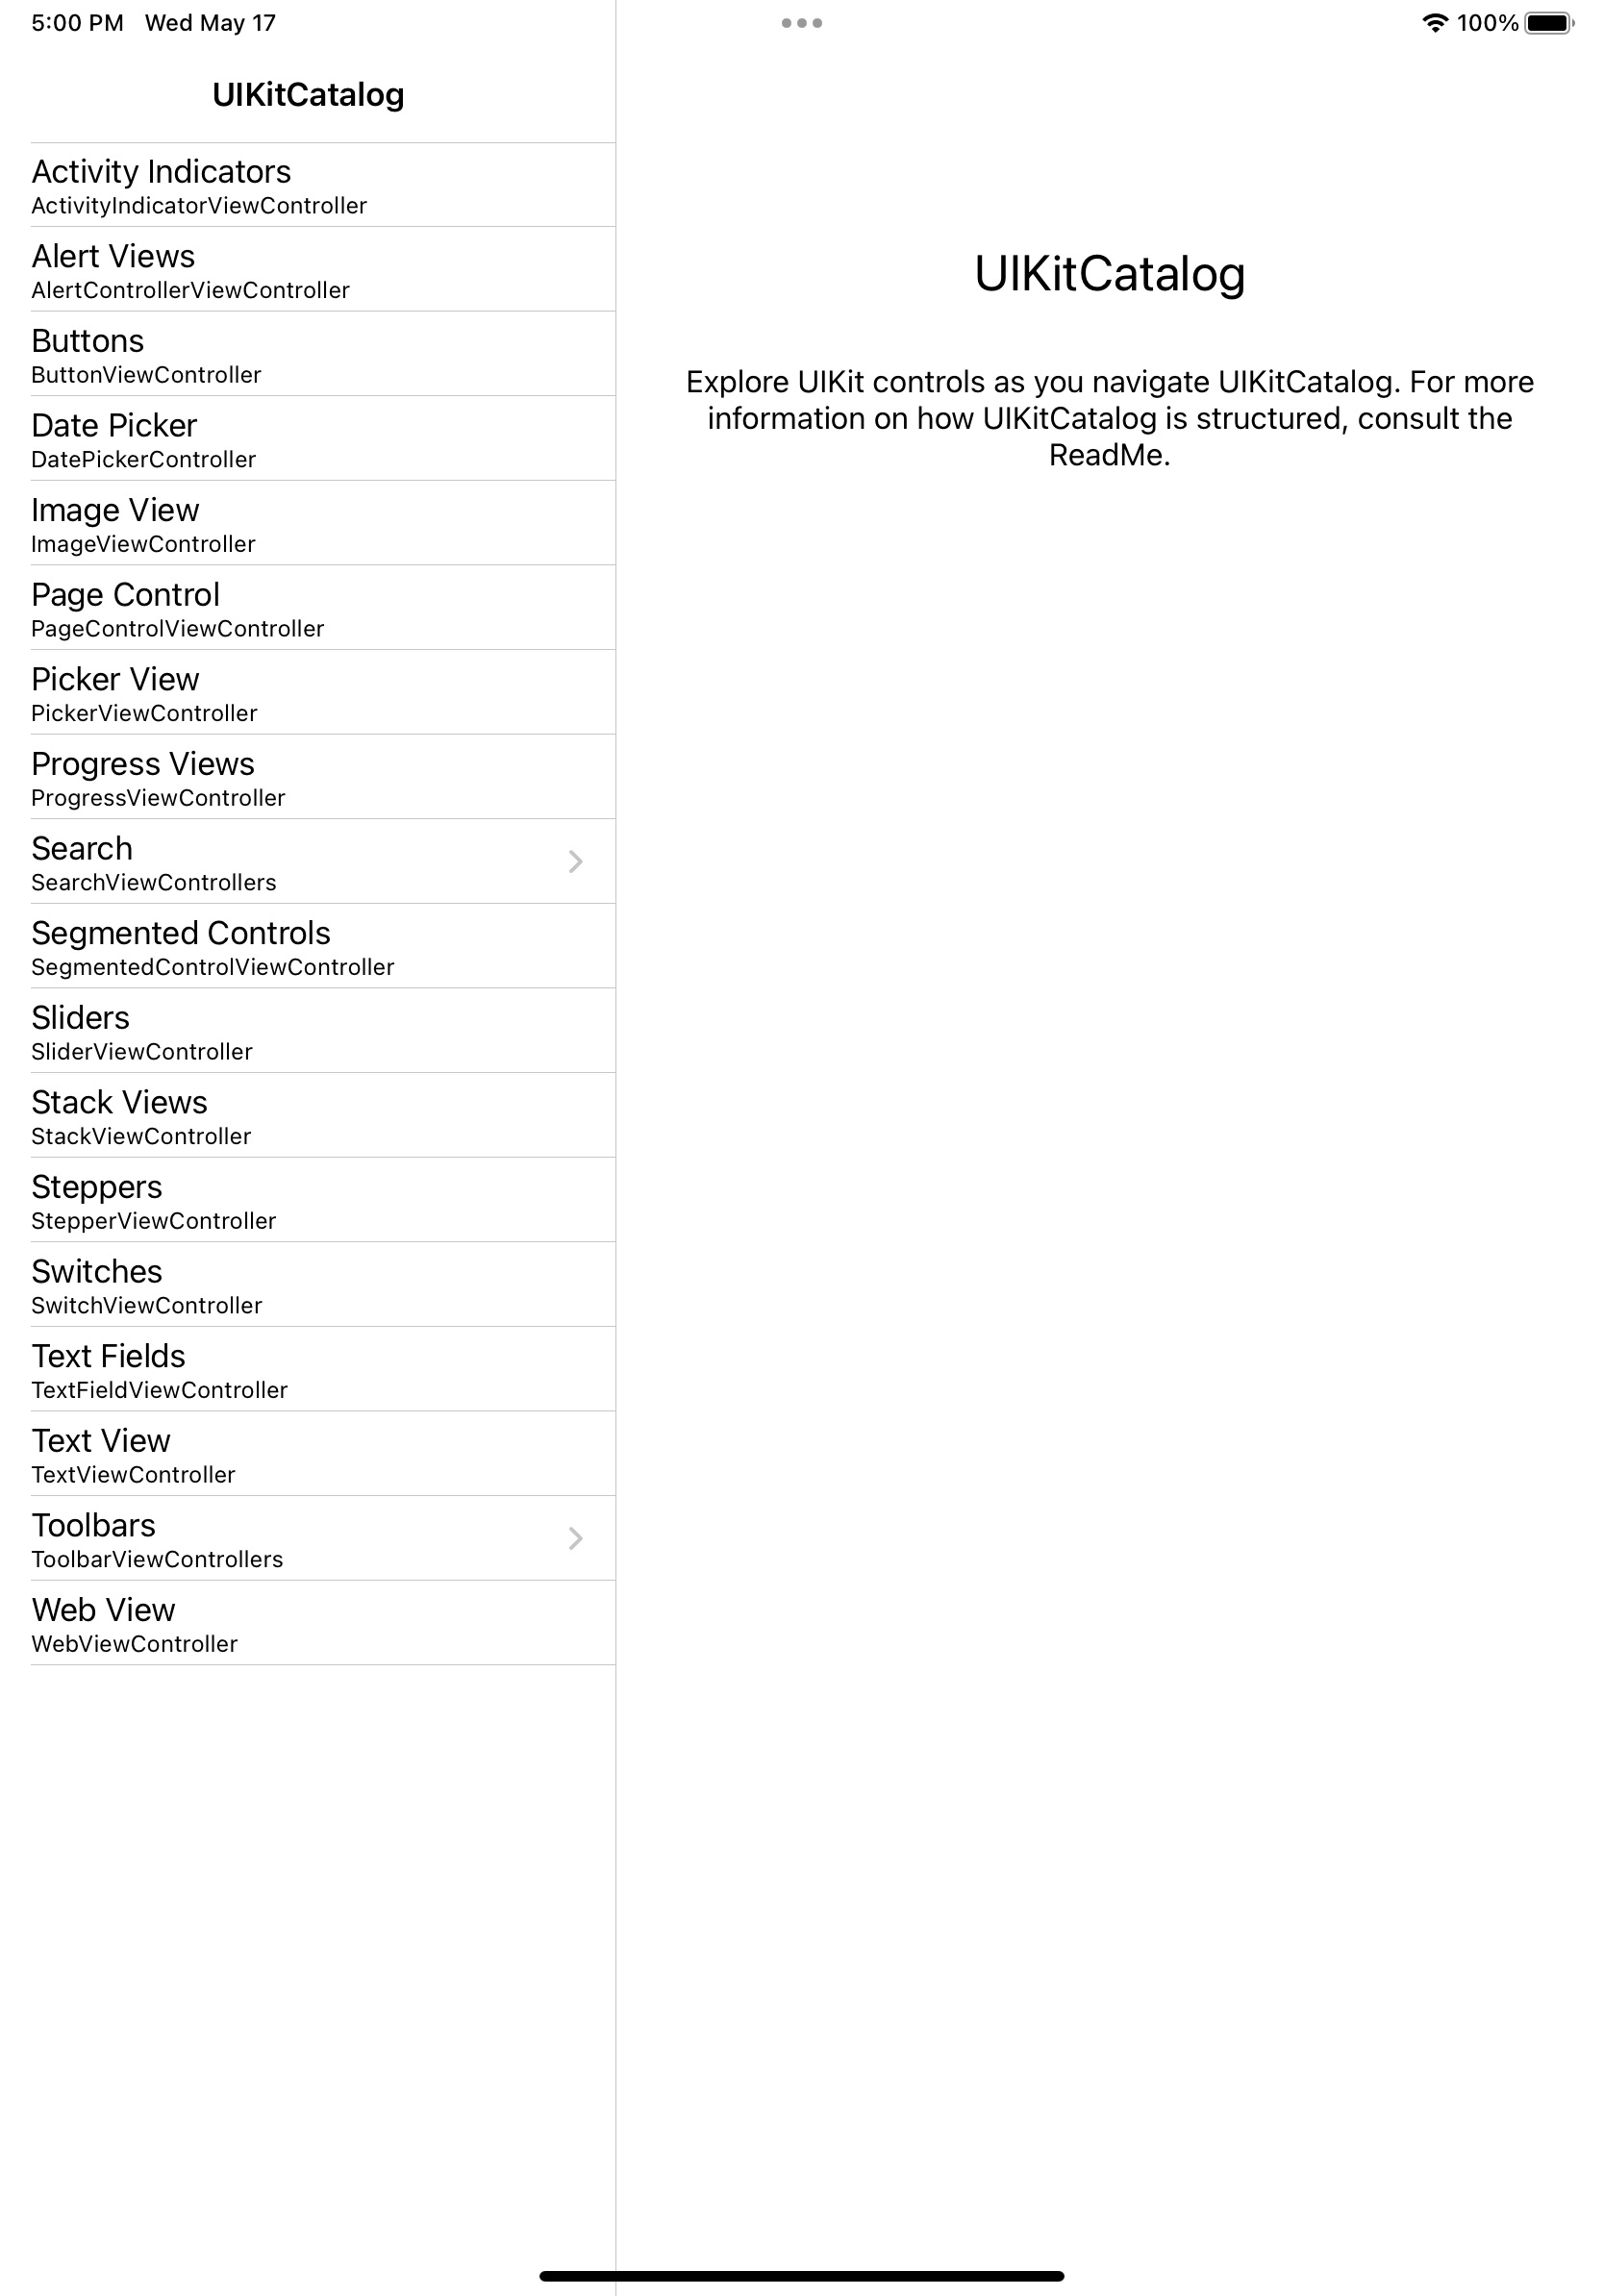 5:00 PM Wed May 17
100%
UIKitCatalog
Activity Indicators
ActivityIndicatorViewController
Alert Views
AlertControllerViewController
Buttons
ButtonViewController
Date Picker
DatePickerController
Image View
ImageViewController
Page Control
PageControlViewController
Picker View
PickerViewController
Progress Views
ProgressViewController
Search
SearchViewControllers
Segmented Controls
SegmentedControlViewController
Sliders
SliderViewController
Stack Views
StackViewController
Steppers
StepperViewController
Switches
SwitchViewController
Text Fields
TextFieldViewController
Text View
TextViewController
Toolbars
ToolbarViewControllers
Web View
WebViewController
UIKitCatalog
Explore UIKit controls as you navigate UIKitCatalog. For more
information on how UIKitCatalog is structured, consult the
ReadMe.